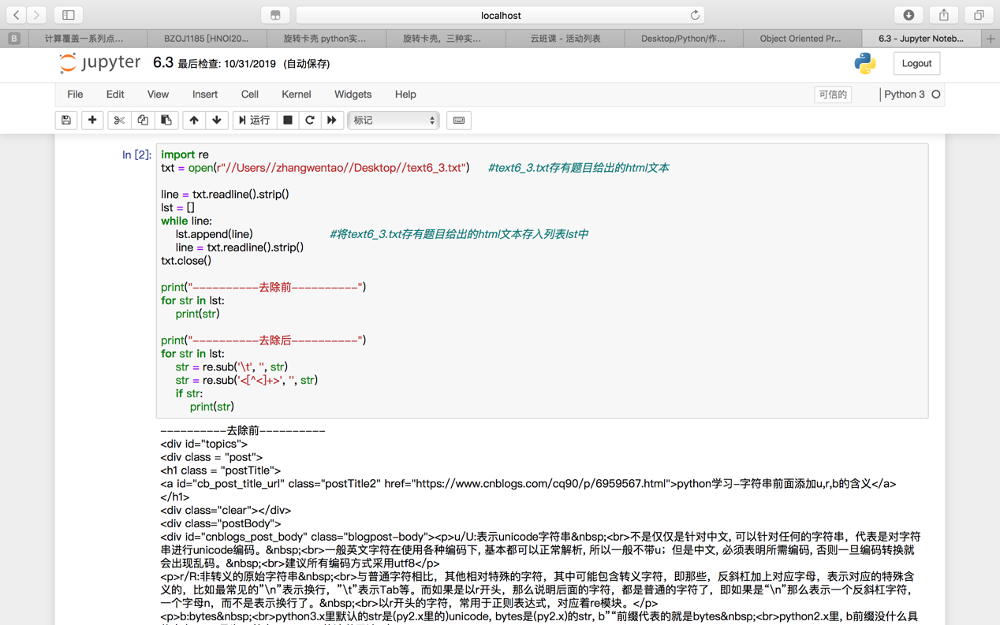 localhost
B
计算覆盖一系列点...
BZOJ1185 [HNOI20...
旋转卡壳 python实...
旋转卡壳，三种实...
云班课 - 活动列表
Desktop/Python/作...
Object Oriented Pr...
6.3 - Jupyter Noteb...
jupyter 6.3 最后检查: 10/31/2019 (自动保存)
Logout
File Edit View Insert Cell Kernel Widgets Help
可信的
Python 3
运行
标记
In [2]:
import re
txt = open(r"//Users//zhangwentao//Desktop//text6_3.txt") #text6_3.txt存有题目给出的html文本
line = txt.readline().strip()
lst = []
while line:
lst.append(line) #将text6_3.txt存有题目给出的html文本存入列表lst中
line = txt.readline().strip()
txt.close()
print("----------去除前----------")
for str in lst:
print(str)
print("----------去除后----------")
for str in lst:
str = re.sub('\t', '', str)
str = re.sub('<[^<]+>', '', str)
if str:
print(str)
----------去除前----------
<div id="topics">
<div class = "post">
<h1 class = "postTitle">
<a id="cb_post_title_url" class="postTitle2" href="https://www.cnblogs.com/cq90/p/6959567.html">python学习-字符串前面添加u,r,b的含义</a>
</h1>
<div class="clear"></div>
<div class="postBody">
<div id="cnblogs_post_body" class="blogpost-body"><p>u/U:表示unicode字符串&nbsp;<br>不是仅仅是针对中文, 可以针对任何的字符串，代表是对字符
串进行unicode编码。&nbsp;<br>一般英文字符在使用各种编码下, 基本都可以正常解析, 所以一般不带u；但是中文, 必须表明所需编码, 否则一旦编码转换就
会出现乱码。&nbsp;<br>建议所有编码方式采用utf8</p>
<p>r/R:非转义的原始字符串&nbsp;<br>与普通字符相比，其他相对特殊的字符，其中可能包含转义字符，即那些，反斜杠加上对应字母，表示对应的特殊含
义的，比如最常见的”\n”表示换行，”\t”表示Tab等。而如果是以r开头，那么说明后面的字符，都是普通的字符了，即如果是“\n”那么表示一个反斜杠字符，
一个字母n，而不是表示换行了。&nbsp;<br>以r开头的字符，常用于正则表达式，对应着re模块。</p>
<p>b:bytes&nbsp;<br>python3.x里默认的str是(py2.x里的)unicode, bytes是(py2.x)的str, b”“前缀代表的就是bytes&nbsp;<br>python2.x里, b前缀没什么具